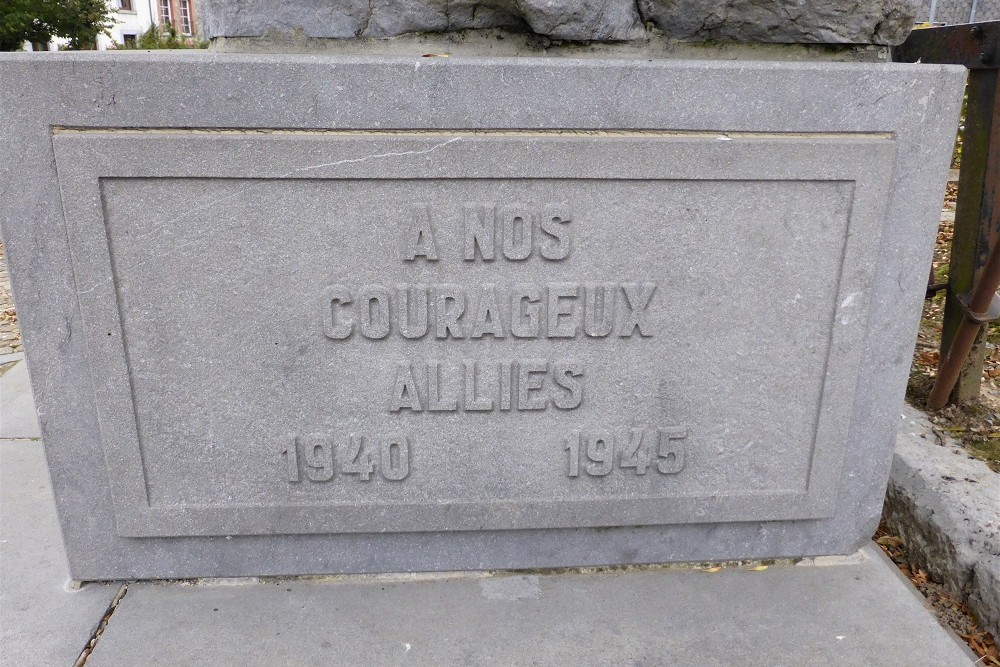 A NOS
COURAGEUX
ALLIES
1940 1945